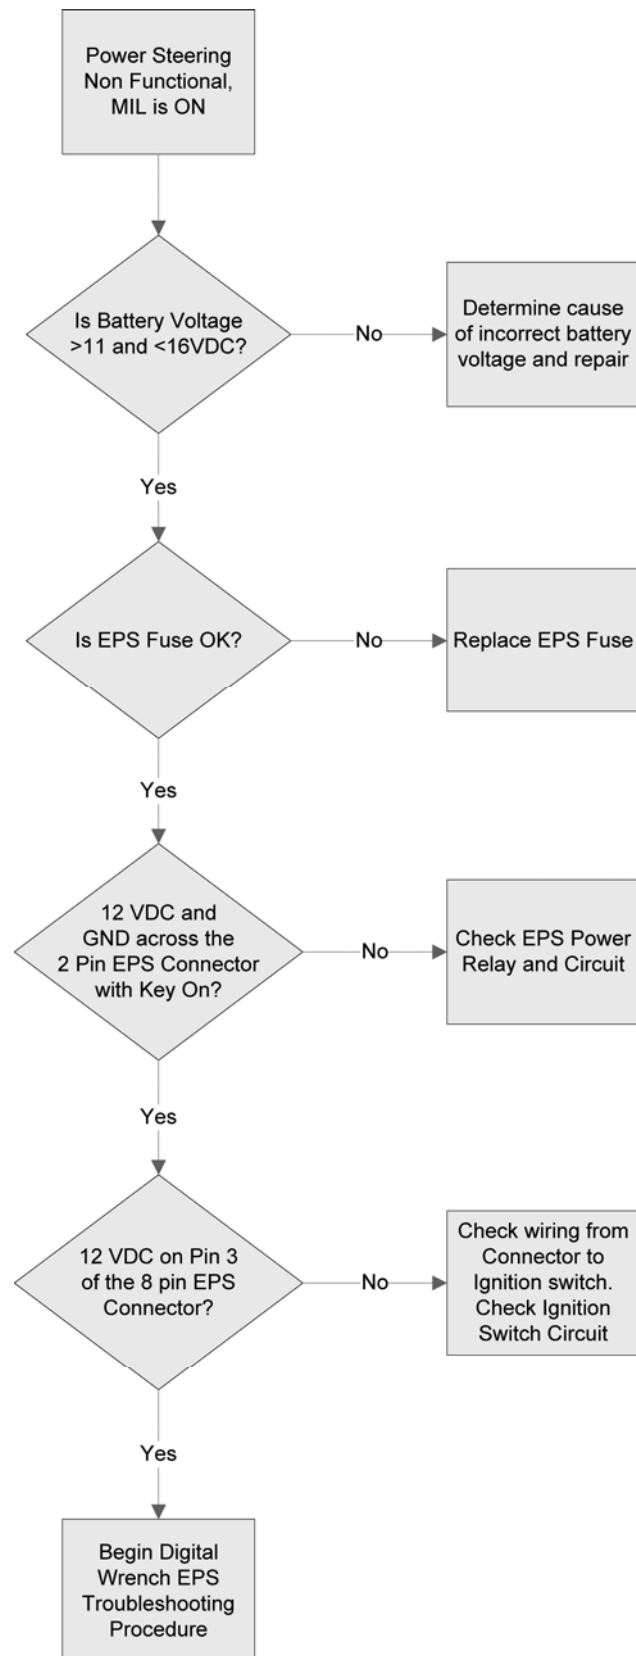 Power Steering
Non Functional,
MIL is ON
Is Battery Voltage
>11 and <16VDC?
No
Determine cause
of incorrect battery
voltage and repair
Yes
Is EPS Fuse OK?
No
Replace EPS Fuse
Yes
12 VDC and
GND across the
2 Pin EPS Connector
with Key On?
No
Check EPS Power
Relay and Circuit
Yes
12 VDC on Pin 3
of the 8 pin EPS
Connector?
No
Check wiring from
Connector to
Ignition switch.
Check Ignition
Switch Circuit
Yes
Begin Digital
Wrench EPS
Troubleshooting
Procedure